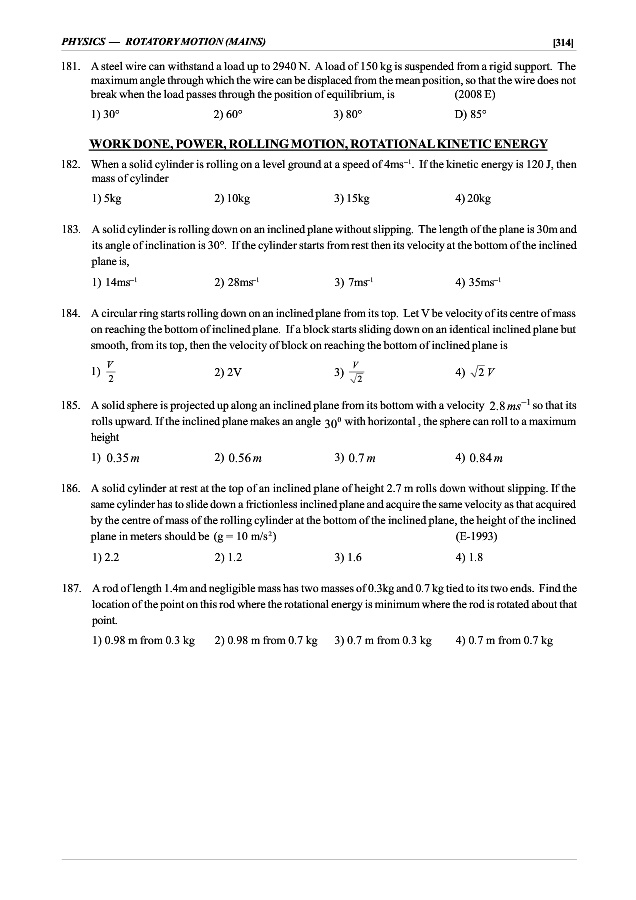 PHYSICS — ROTATORY MOTION (MAINS) [314]
181. A steel wire can withstand a load up to 2940 N. A load of 150 kg is suspended from a rigid support. The
maximum angle through which the wire can be displaced from the mean position, so that the wire does not
break when the load passes through the position of equilibrium, is (2008 E)
1) 30° 2) 60° 3) 80° D) 85°
WORK DONE, POWER, ROLLING MOTION, ROTATIONAL KINETIC ENERGY
182. When a solid cylinder is rolling on a level ground at a speed of 4ms⁻¹. If the kinetic energy is 120 J, then
mass of cylinder
1) 5kg 2) 10kg 3) 15kg 4) 20kg
183. A solid cylinder is rolling down on an inclined plane without slipping. The length of the plane is 30m and
its angle of inclination is 30°. If the cylinder starts from rest then its velocity at the bottom of the inclined
plane is,
1) 14ms⁻¹ 2) 28ms⁻¹ 3) 7ms⁻¹ 4) 35ms⁻¹
184. A circular ring starts rolling down on an inclined plane from its top. Let V be velocity of its centre of mass
on reaching the bottom of inclined plane. If a block starts sliding down on an identical inclined plane but
smooth, from its top, then the velocity of block on reaching the bottom of inclined plane is
1) V/2 2) 2V 3) V/√2 4) √2 V
185. A solid sphere is projected up along an inclined plane from its bottom with a velocity 2.8 ms⁻¹ so that its
rolls upward. If the inclined plane makes an angle 30⁰ with horizontal , the sphere can roll to a maximum
height
1) 0.35 m 2) 0.56 m 3) 0.7 m 4) 0.84 m
186. A solid cylinder at rest at the top of an inclined plane of height 2.7 m rolls down without slipping. If the
same cylinder has to slide down a frictionless inclined plane and acquire the same velocity as that acquired
by the centre of mass of the rolling cylinder at the bottom of the inclined plane, the height of the inclined
plane in meters should be (g = 10 m/s²) (E-1993)
1) 2.2 2) 1.2 3) 1.6 4) 1.8
187. A rod of length 1.4m and negligible mass has two masses of 0.3kg and 0.7 kg tied to its two ends. Find the
location of the point on this rod where the rotational energy is minimum where the rod is rotated about that
point.
1) 0.98 m from 0.3 kg 2) 0.98 m from 0.7 kg 3) 0.7 m from 0.3 kg 4) 0.7 m from 0.7 kg